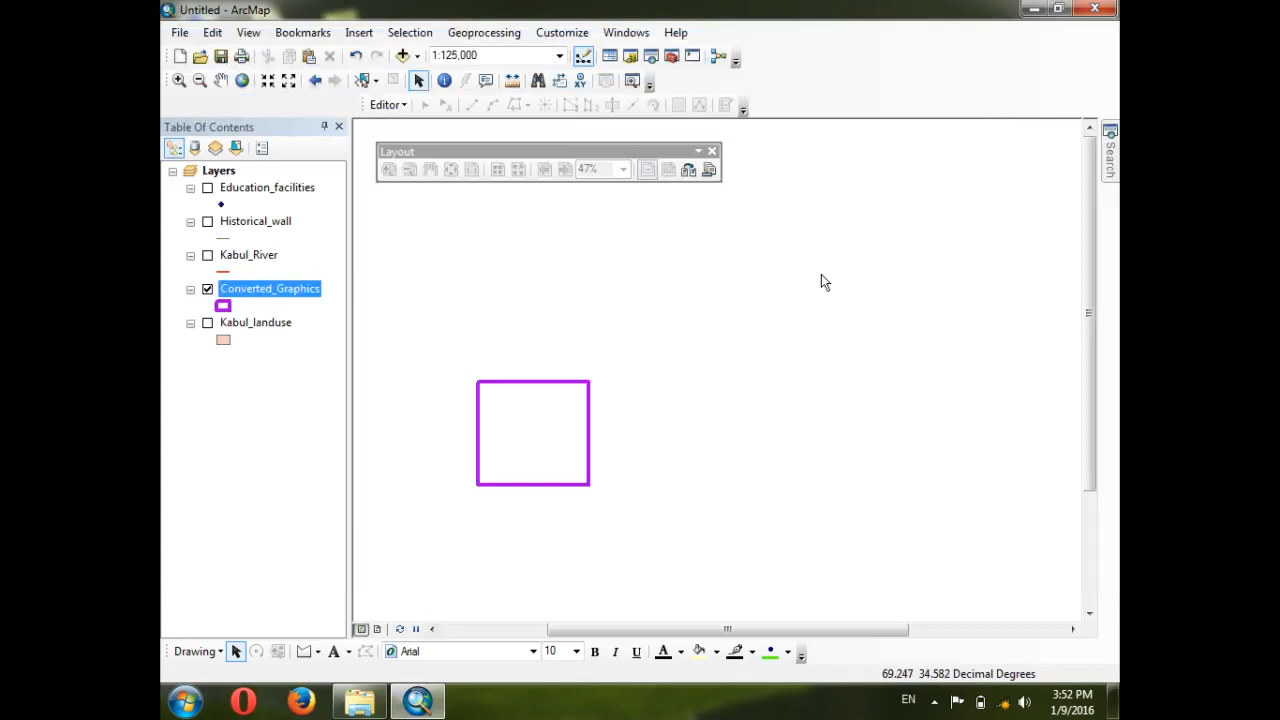 Untitled - ArcMap
File Edit View Bookmarks Insert Selection Geoprocessing Customize Windows Help
1:125,000
Editor
Table Of Contents
Layout
47%
Layers
Education_facilities
Historical_wall
Kabul_River
Converted_Graphics
Kabul_landuse
Search
Drawing A Arial 10 B I U A
69.247 34.582 Decimal Degrees
EN
3:52 PM
1/9/2016